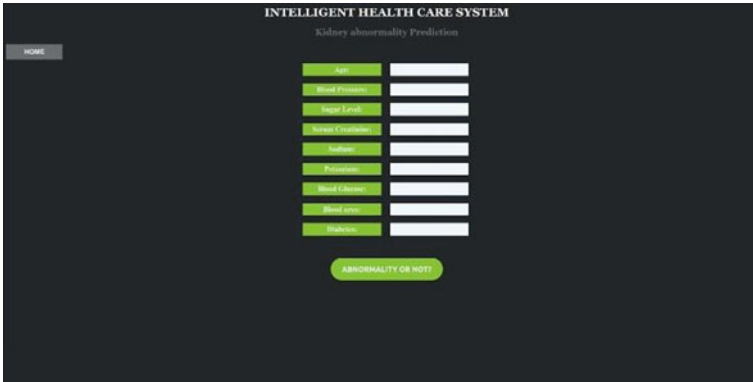 INTELLIGENT HEALTH CARE SYSTEM
Kidney abnormality Prediction
HOME
Age:
Blood Pressure:
Sugar Level:
Serum Creatinine:
Sodium:
Potassium:
Blood Glucose:
Blood urea:
Diabetes:
ABNORMALITY OR NOT?